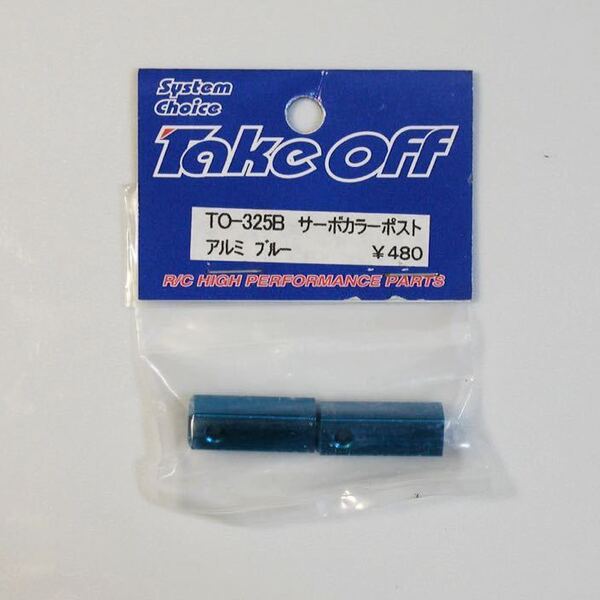 System
Choice
Take Off
TO-325B サーボカラーポスト
アルミ ブルー ¥480
R/C HIGH PERFORMANCE PARTS